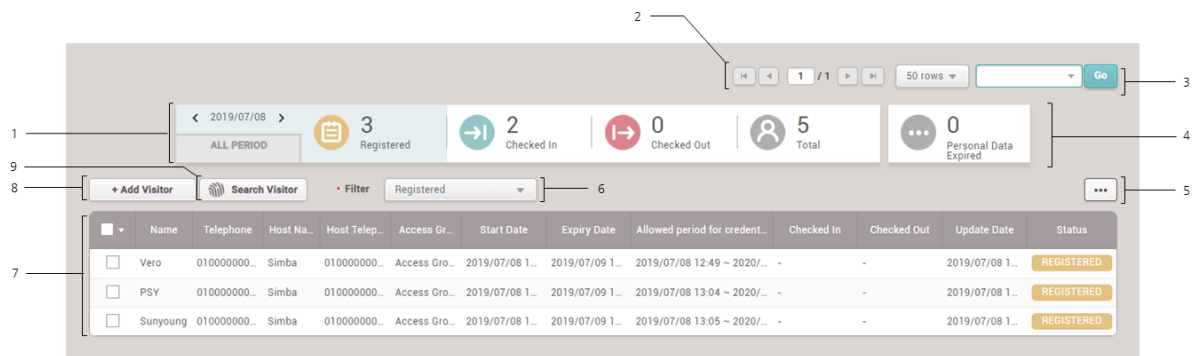 2
1 / 1 50 rows Go 3
1 2019/07/08 ALL PERIOD 3 Registered 2 Checked In 0 Checked Out 5 Total 0 Personal Data Expired 4
9
8 + Add Visitor Search Visitor • Filter Registered 6 ••• 5
Name Telephone Host Na... Host Telep... Access Gr... Start Date Expiry Date Allowed period for credent... Checked In Checked Out Update Date Status
Vero 010000000... Simba 010000000... Access Gro... 2019/07/08 1... 2019/07/09 1... 2019/07/08 12:49 ~ 2020/... - - 2019/07/08 1... REGISTERED
7
PSY 010000000... Simba 010000000... Access Gro... 2019/07/08 1... 2019/07/09 1... 2019/07/08 13:04 ~ 2020/... - - 2019/07/08 1... REGISTERED
Sunyoung 010000000... Simba 010000000... Access Gro... 2019/07/08 1... 2019/07/09 1... 2019/07/08 13:05 ~ 2020/... - - 2019/07/08 1... REGISTERED